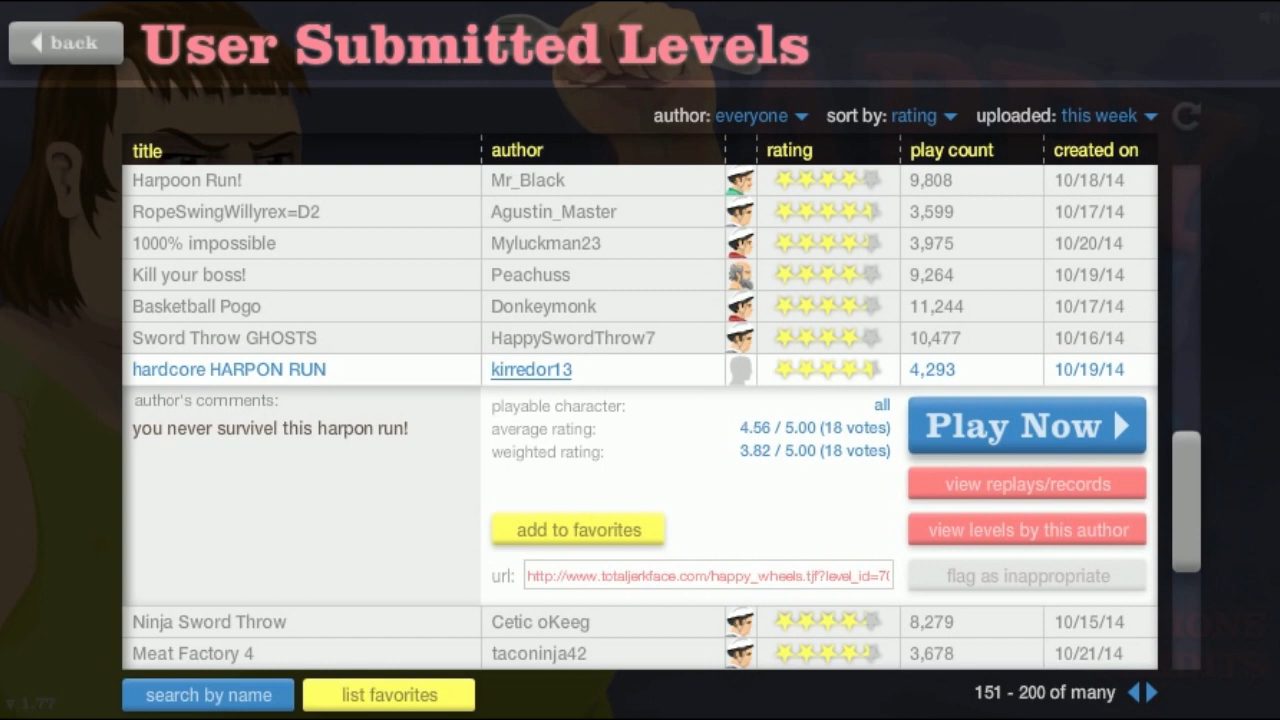 back
User Submitted Levels
author: everyone sort by: rating uploaded: this week
title author rating play count created on
Harpoon Run! Mr_Black 9,808 10/18/14
RopeSwingWillyrex=D2 Agustin_Master 3,599 10/17/14
1000% impossible Myluckman23 3,975 10/20/14
Kill your boss! Peachuss 9,264 10/19/14
Basketball Pogo Donkeymonk 11,244 10/17/14
Sword Throw GHOSTS HappySwordThrow7 10,477 10/16/14
hardcore HARPON RUN kirredor13 4,293 10/19/14
author's comments:
you never survivel this harpon run!
playable character: all
average rating: 4.56 / 5.00 (18 votes)
weighted rating: 3.82 / 5.00 (18 votes)
add to favorites
url: http://www.totaljerkface.com/happy_wheels.tjf?level_id=70
Play Now
view replays/records
view levels by this author
flag as inappropriate
Ninja Sword Throw Cetic oKeeg 8,279 10/15/14
Meat Factory 4 taconinja42 3,678 10/21/14
search by name list favorites 151 - 200 of many
v 1.77